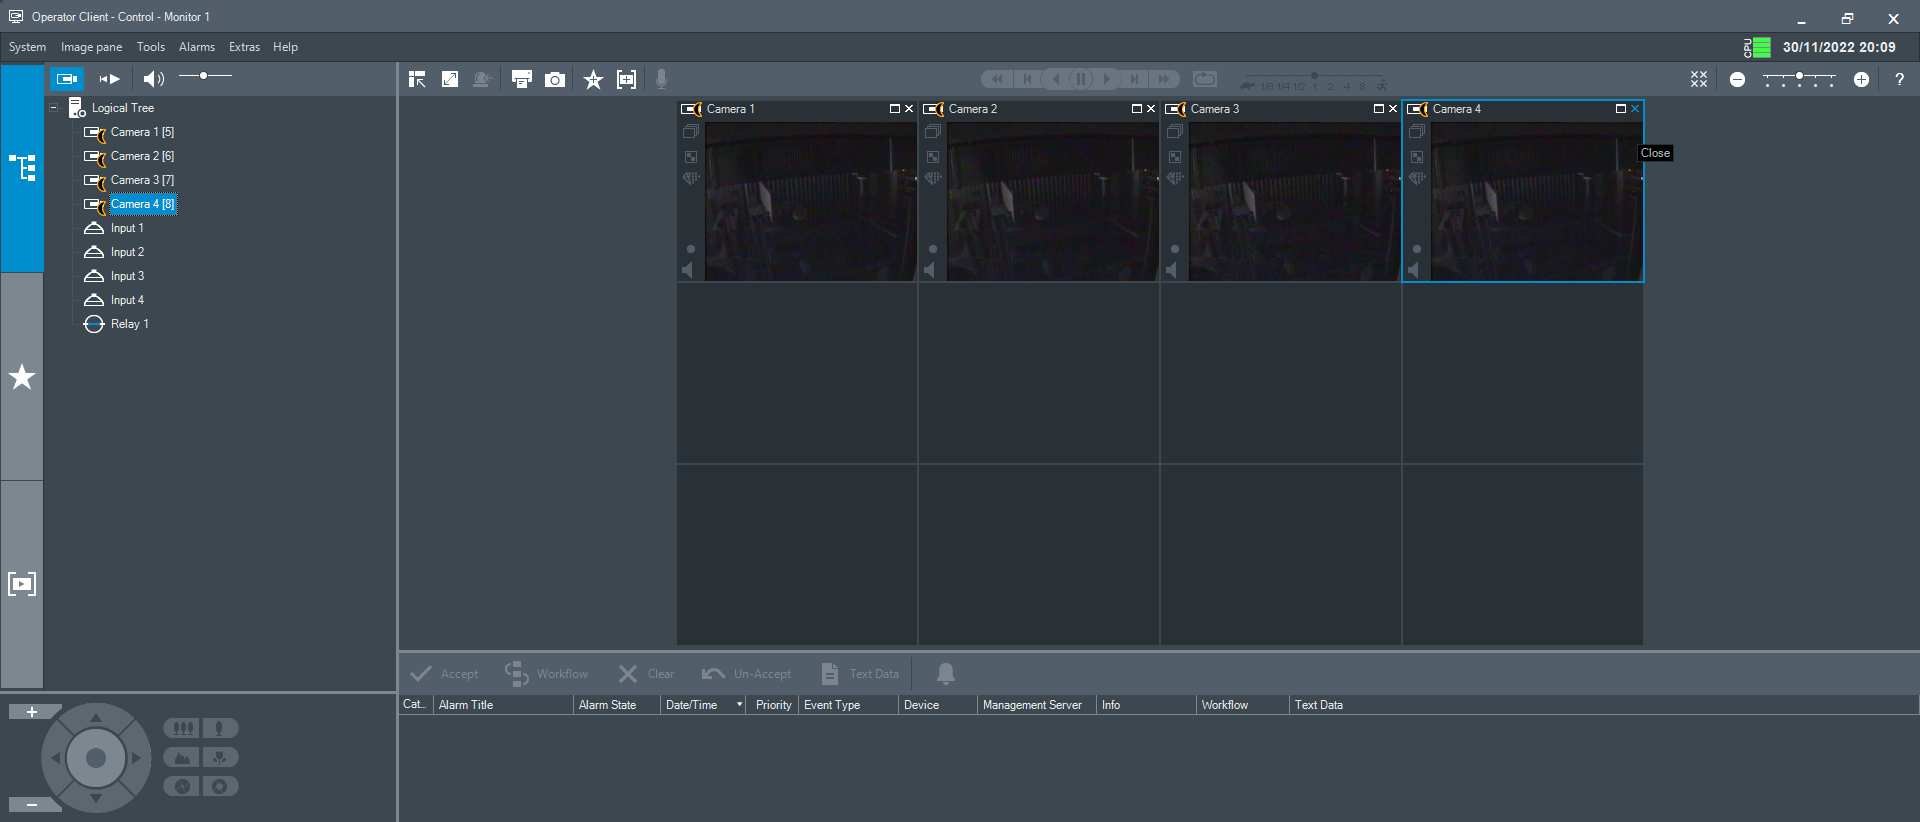 Operator Client - Control - Monitor 1
System Image pane Tools Alarms Extras Help
CPU 30/11/2022 20:09
1/8 1/4 1/2 1 2 4 8
?
Logical Tree
Camera 1 [5]
Camera 2 [6]
Camera 3 [7]
Camera 4 [8]
Input 1
Input 2
Input 3
Input 4
Relay 1
Camera 1 Camera 2 Camera 3 Camera 4
Close
Accept Workflow Clear Un-Accept Text Data
Cat... Alarm Title Alarm State Date/Time Priority Event Type Device Management Server Info Workflow Text Data